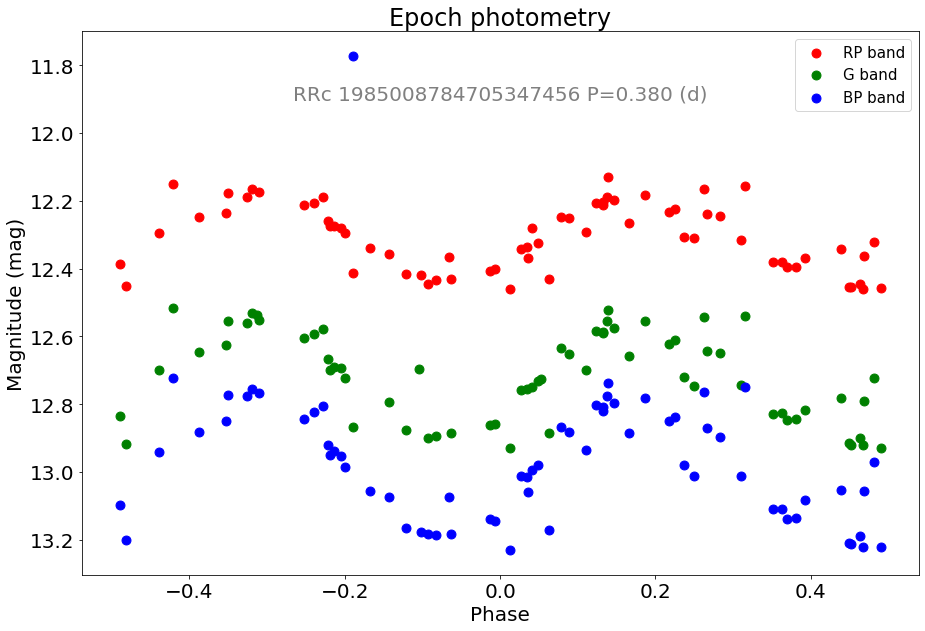 Epoch photometry
RRc 1985008784705347456 P=0.380 (d)
RP band
G band
BP band
Magnitude (mag)
11.8
12.0
12.2
12.4
12.6
12.8
13.0
13.2
−0.4
−0.2
0.0
0.2
0.4
Phase